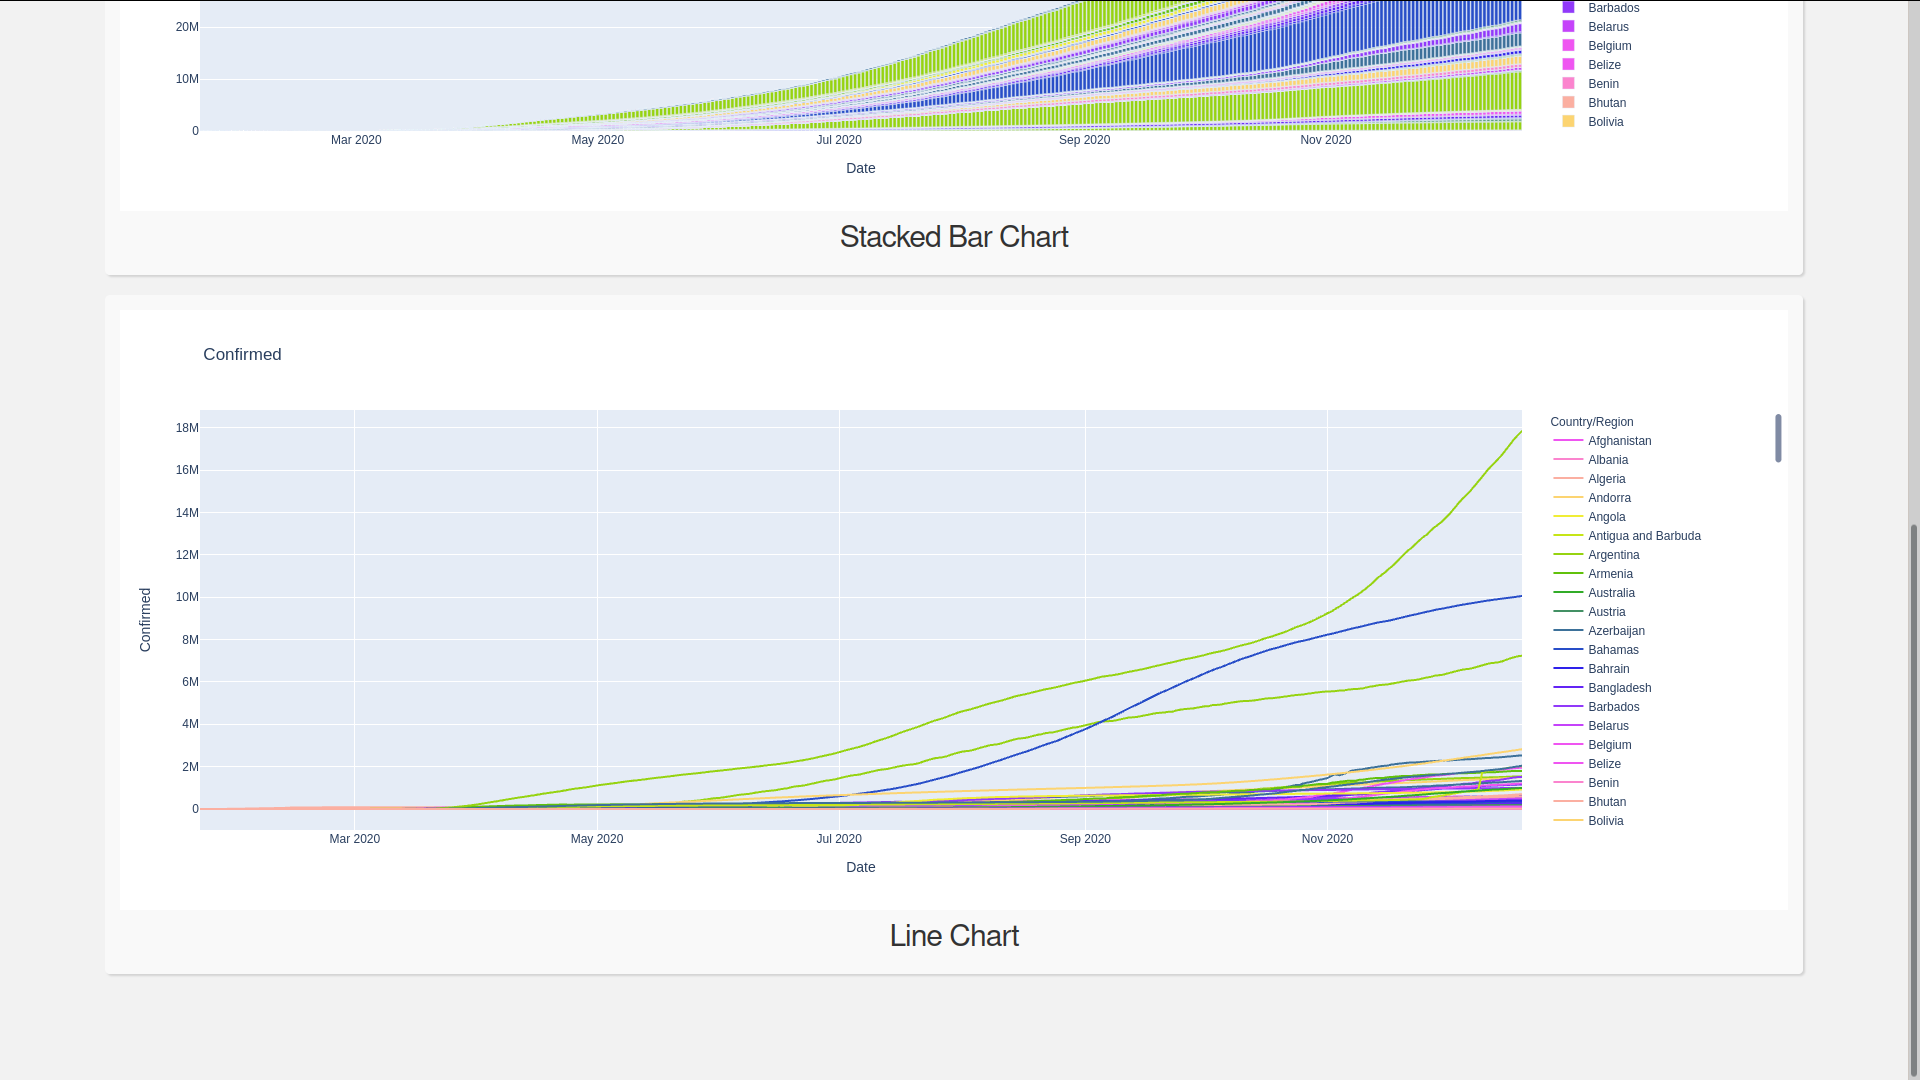 Barbados
20M
Belarus
Belgium
Belize
10M
Benin
Bhutan
Bolivia
0
Mar 2020
May 2020
Jul 2020
Sep 2020
Nov 2020
Date
Stacked Bar Chart
Confirmed
Country/Region
18M
16M
14M
12M
10M
8M
6M
4M
2M
0
Confirmed
Afghanistan
Albania
Algeria
Andorra
Angola
Antigua and Barbuda
Argentina
Armenia
Australia
Austria
Azerbaijan
Bahamas
Bahrain
Bangladesh
Barbados
Belarus
Belgium
Belize
Benin
Bhutan
Bolivia
Mar 2020
May 2020
Jul 2020
Sep 2020
Nov 2020
Date
Line Chart